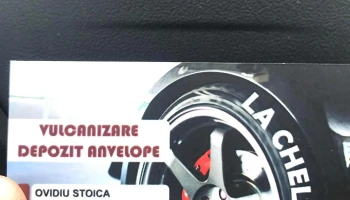 VULCANIZARE
DEPOZIT ANVELOPE
OVIDIU STOICA
LA CHEL